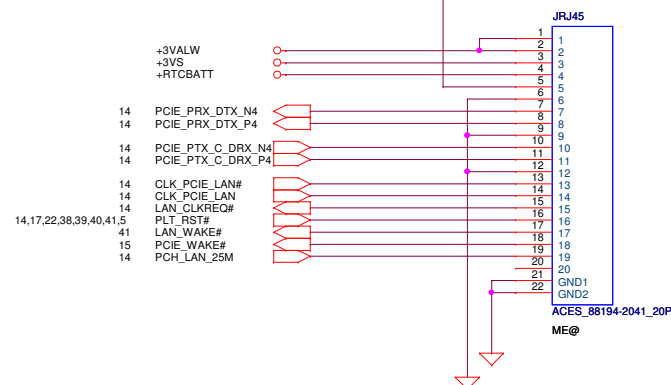 JRJ45
+3VALW 1 1
2 2
+3VS 3 3
+RTCBATT 4 4
5 5
6 6
14 PCIE_PRX_DTX_N4 7 7
14 PCIE_PRX_DTX_P4 8 8
9 9
14 PCIE_PTX_C_DRX_N4 10 10
14 PCIE_PTX_C_DRX_P4 11 11
12 12
14 CLK_PCIE_LAN# 13 13
14 CLK_PCIE_LAN 14 14
14 LAN_CLKREQ# 15 15
14,17,22,38,39,40,41,5 PLT_RST# 16 16
41 LAN_WAKE# 17 17
15 PCIE_WAKE# 18 18
14 PCH_LAN_25M 19 19
20 20
21 GND1
22 GND2
ACES_88194-2041_20P
ME@